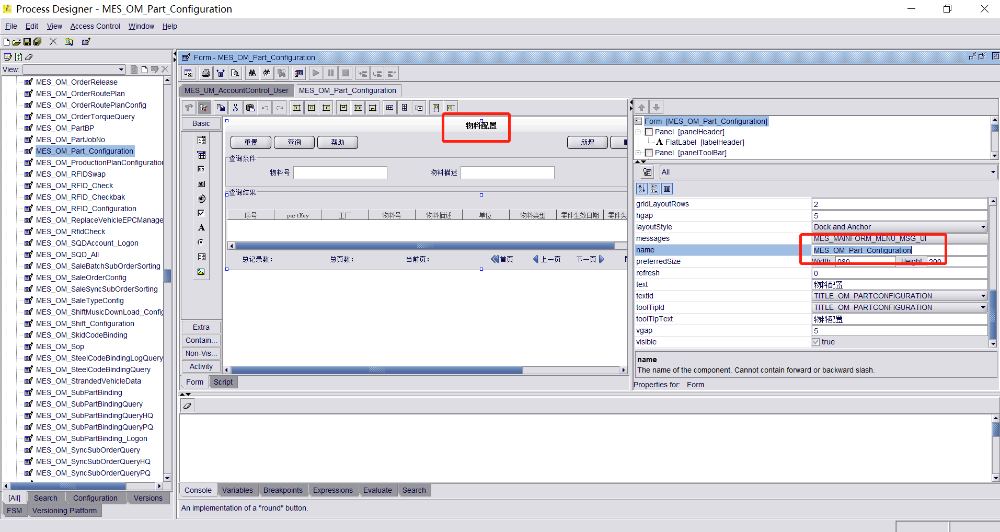 Process Designer - MES_OM_Part_Configuration
File Edit View Access Control Window Help
View:
MES_OM_OrderRelease
MES_OM_OrderRoutePlan
MES_OM_OrderRoutePlanConfig
MES_OM_OrderTorqueQuery
MES_OM_PartBP
MES_OM_PartJobNo
MES_OM_Part_Configuration
MES_OM_ProductionPlanConfiguration
MES_OM_RFIDSwap
MES_OM_RFID_Check
MES_OM_RFID_Checkbak
MES_OM_RFID_Configuration
MES_OM_ReplaceVehicleEPCManage
MES_OM_RfidCheck
MES_OM_SQDAccount_Logon
MES_OM_SQD_All
MES_OM_SaleBatchSubOrderSorting
MES_OM_SaleOrderConfig
MES_OM_SaleSyncSubOrderSorting
MES_OM_SaleTypeConfig
MES_OM_ShiftMusicDownLoad_Config
MES_OM_Shift_Configuration
MES_OM_SkidCodeBinding
MES_OM_Sop
MES_OM_SteelCodeBindingLogQuery
MES_OM_SteelCodeBindingQuery
MES_OM_StrandedVehicleData
MES_OM_SubPartBinding
MES_OM_SubPartBindingQuery
MES_OM_SubPartBindingQueryHQ
MES_OM_SubPartBindingQueryPQ
MES_OM_SubPartBinding_Logon
MES_OM_SyncSubOrderQuery
MES_OM_SyncSubOrderQueryHQ
MES_OM_SyncSubOrderQueryPQ
[All] Search Configuration Versions
FSM Versioning Platform
Form - MES_OM_Part_Configuration
MES_UM_AccountControl_User MES_OM_Part_Configuration
Basic
物料配置
重置 查询 帮助 新增
查询条件
物料号 物料描述
查询结果
序号 partKey 工厂 物料号 物料描述 单位 物料类型 零件生效日期 零件失
总记录数: 总页数: 当前页: 首页 上一页 下一页
Extra
Contain...
Non-Vis...
Activity
Form Script
Form [MES_OM_Part_Configuration]
Panel [panelHeader]
A FlatLabel [labelHeader]
Panel [panelToolBar]
All
gridLayoutRows 2
hgap 5
layoutStyle Dock and Anchor
messages MES_MAINFORM_MENU_MSG_UI
name MES_OM_Part_Configuration
preferredSize Width: 980 Height: 290
refresh 0
text 物料配置
textId TITLE_OM_PARTCONFIGURATION
toolTipId TITLE_OM_PARTCONFIGURATION
toolTipText 物料配置
vgap 5
visible true
name
The name of the component. Cannot contain forward or backward slash.
Properties for: Form
Console Variables Breakpoints Expressions Evaluate Search
An implementation of a "round" button.